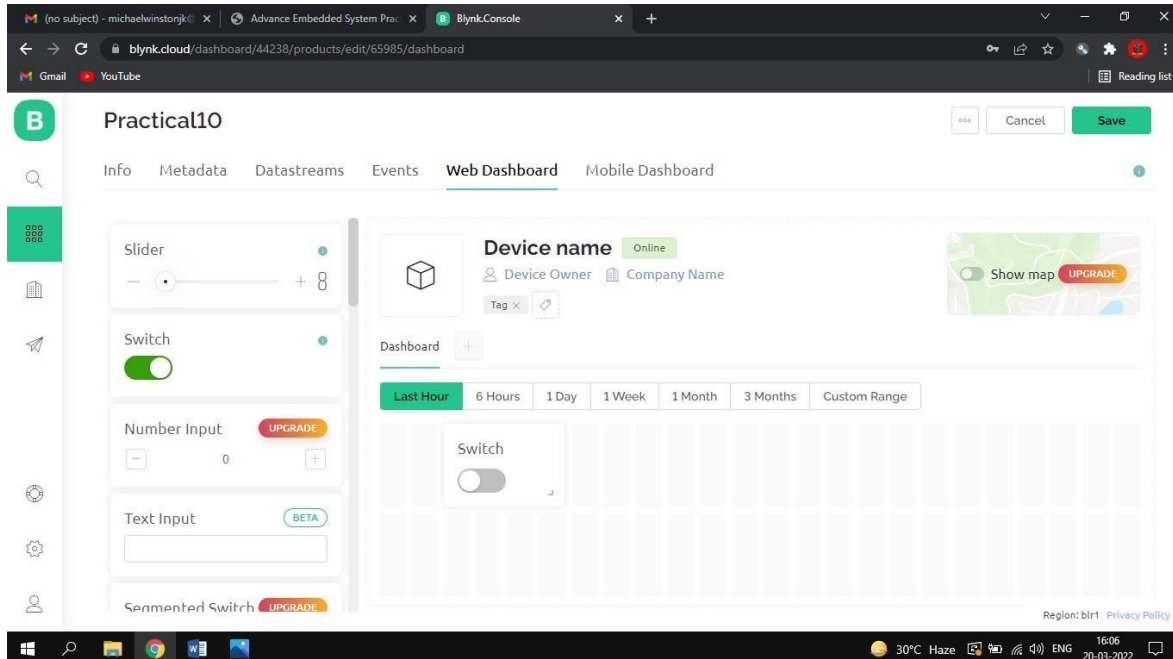 (no subject) - michaelwinstonjk@
Advance Embedded System Prac
Blynk.Console
blynk.cloud/dashboard/44238/products/edit/65985/dashboard
Gmail
YouTube
Reading list
B
Practical10
Cancel
Save
Info
Metadata
Datastreams
Events
Web Dashboard
Mobile Dashboard
Slider
8
Switch
Number Input
UPGRADE
0
Text Input
BETA
Segmented Switch
UPGRADE
Device name
Online
Device Owner
Company Name
Tag
Show map
UPGRADE
Dashboard
Last Hour
6 Hours
1 Day
1 Week
1 Month
3 Months
Custom Range
Switch
Region: blr1 Privacy Policy
30°C Haze
ENG
16:06
20-03-2022